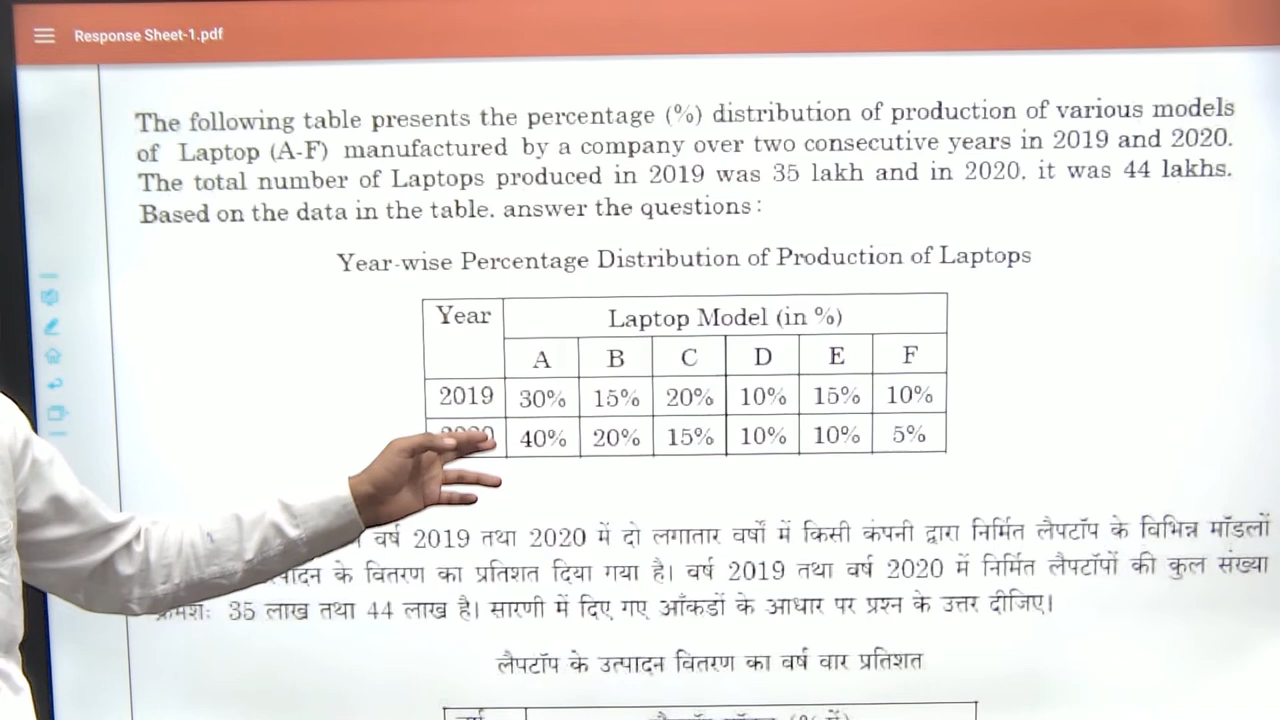 Response Sheet-1.pdf
The following table presents the percentage (%) distribution of production of various models
of Laptop (A-F) manufactured by a company over two consecutive years in 2019 and 2020.
The total number of Laptops produced in 2019 was 35 lakh and in 2020. it was 44 lakhs.
Based on the data in the table. answer the questions :
Year-wise Percentage Distribution of Production of Laptops
Year Laptop Model (in %)
A B C D E F
2019 30% 15% 20% 10% 15% 10%
40% 20% 15% 10% 10% 5%
वर्ष 2019 तथा 2020 में दो लगातार वर्षों में किसी कंपनी द्वारा निर्मित लैपटॉप के विभिन्न मॉडलों
के वितरण का प्रतिशत दिया गया है। वर्ष 2019 तथा वर्ष 2020 में निर्मित लैपटॉपों की कुल संख्या
क्रमशः 35 लाख तथा 44 लाख है। सारणी में दिए गए आँकडों के आधार पर प्रश्न के उत्तर दीजिए।
लैपटॉप के उत्पादन वितरण का वर्ष वार प्रतिशत